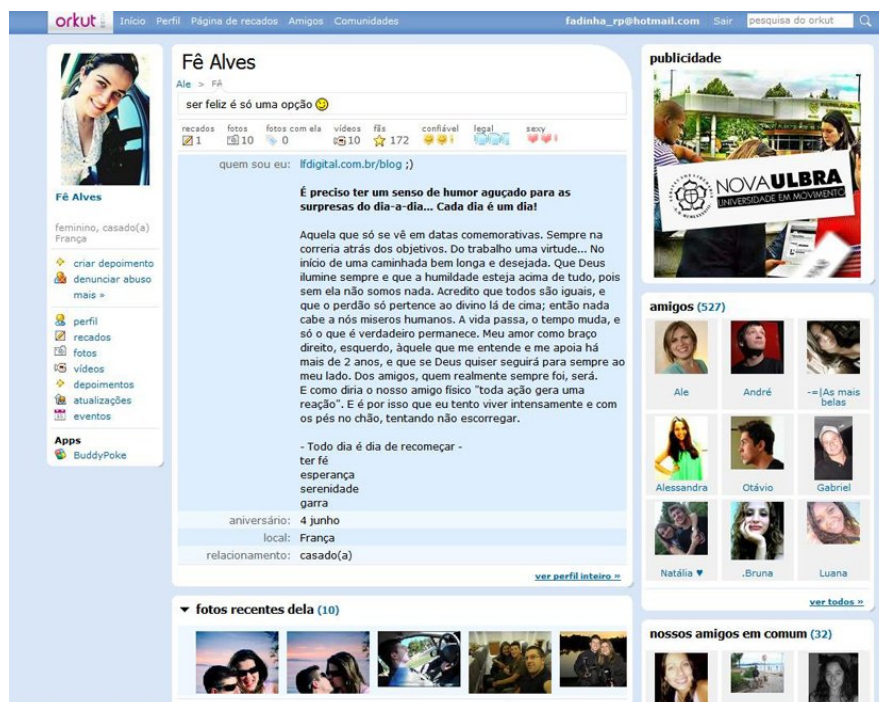 orkut Início Perfil Página de recados Amigos Comunidades fadinha_rp@hotmail.com Sair pesquisa do orkut
Fê Alves
feminino, casado(a)
França
criar depoimento
denunciar abuso
mais »
perfil
recados
fotos
vídeos
depoimentos
atualizações
eventos
Apps
BuddyPoke
Fê Alves
Ale > Fê
ser feliz é só uma opção
recados fotos fotos com ela vídeos fãs confiável legal sexy
1 10 0 10 172
quem sou eu: lfdigital.com.br/blog ;)
É preciso ter um senso de humor aguçado para as
surpresas do dia-a-dia... Cada dia é um dia!
Aquela que só se vê em datas comemorativas. Sempre na
correria atrás dos objetivos. Do trabalho uma virtude... No
início de uma caminhada bem longa e desejada. Que Deus
ilumine sempre e que a humildade esteja acima de tudo, pois
sem ela não somos nada. Acredito que todos são iguais, e
que o perdão só pertence ao divino lá de cima; então nada
cabe a nós miseros humanos. A vida passa, o tempo muda, e
só o que é verdadeiro permanece. Meu amor como braço
direito, esquerdo, àquele que me entende e me apoia há
mais de 2 anos, e que se Deus quiser seguirá para sempre ao
meu lado. Dos amigos, quem realmente sempre foi, será.
E como diria o nosso amigo físico "toda ação gera uma
reação". E é por isso que eu tento viver intensamente e com
os pés no chão, tentando não escorregar.
- Todo dia é dia de recomeçar -
ter fé
esperança
serenidade
garra
aniversário: 4 junho
local: França
relacionamento: casado(a)
ver perfil inteiro »
fotos recentes dela (10)
publicidade
NOVAULBRA
UNIVERSIDADE EM MOVIMENTO
amigos (527)
Ale André -=|As mais
belas
Alessandra Otávio Gabriel
Natália ♥ .Bruna Luana
ver todos »
nossos amigos em comum (32)